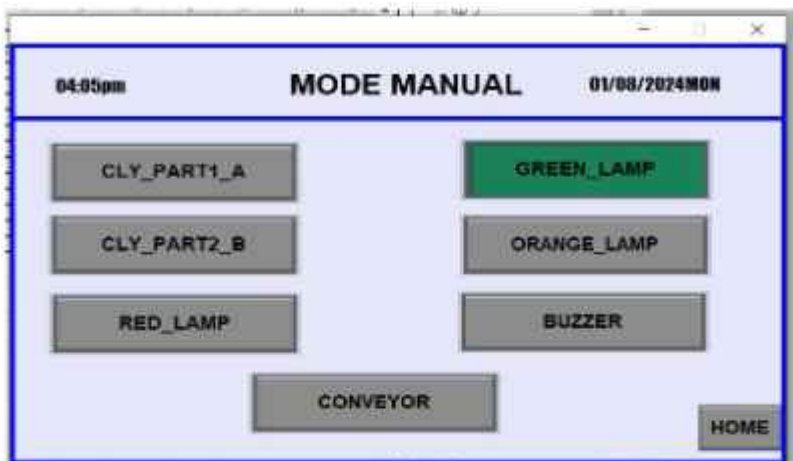 04:05pm MODE MANUAL 01/08/2024MON
CLY_PART1_A GREEN_LAMP
CLY_PART2_B ORANGE_LAMP
RED_LAMP BUZZER
CONVEYOR
HOME